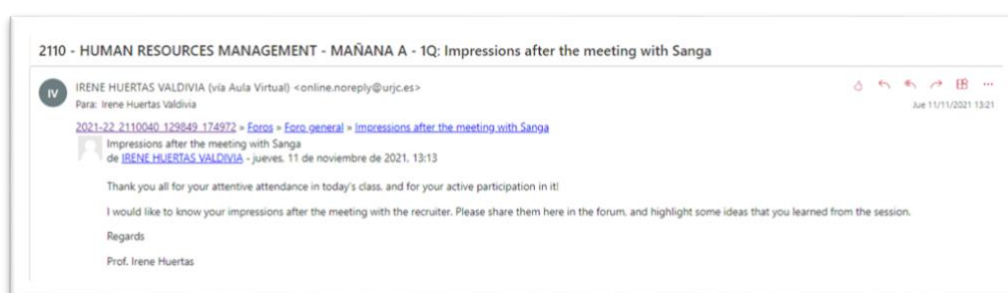 2110 - HUMAN RESOURCES MANAGEMENT - MAÑANA A - 1Q: Impressions after the meeting with Sanga
IV
IRENE HUERTAS VALDIVIA (vía Aula Virtual) <online.noreply@urjc.es>
Para: Irene Huertas Valdivia
Jue 11/11/2021 13:21
2021-22_2110040_129849_174972 » Foros » Foro general » Impressions after the meeting with Sanga
Impressions after the meeting with Sanga
de IRENE HUERTAS VALDIVIA - jueves, 11 de noviembre de 2021, 13:13
Thank you all for your attentive attendance in today's class, and for your active participation in it!
I would like to know your impressions after the meeting with the recruiter. Please share them here in the forum, and highlight some ideas that you learned from the session.
Regards
Prof. Irene Huertas